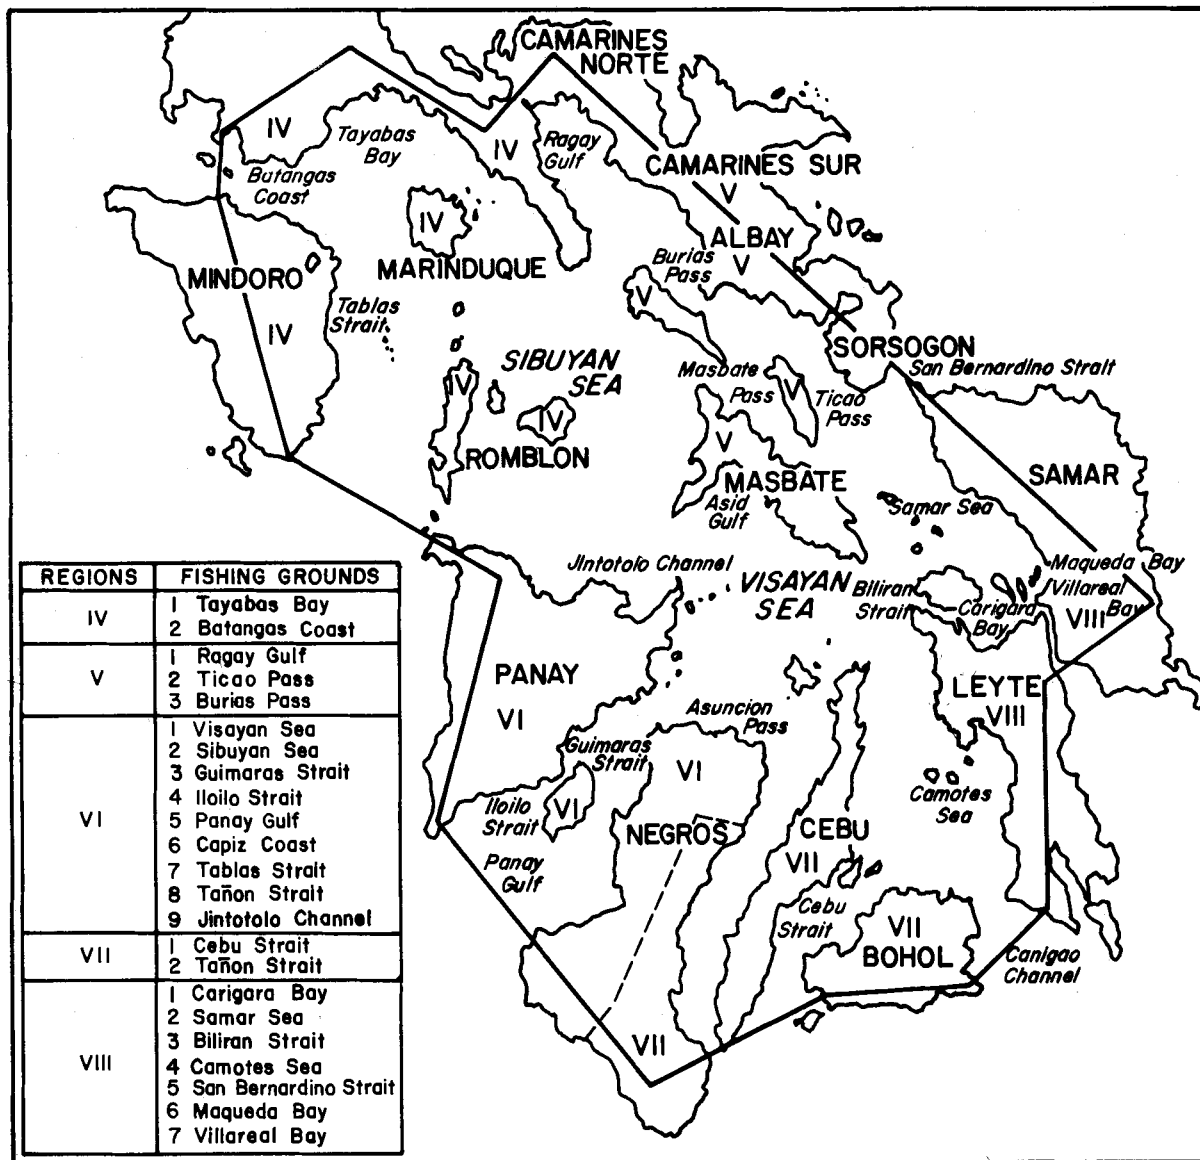 CAMARINES
NORTE
IV
Tayabas
Bay
IV
Ragay
Gulf
Batangas
Coast
CAMARINES SUR
V
IV
ALBAY
V
MARINDUQUE
Burias
Pass
MINDORO
V
Tablas
Strait
IV
SORSOGON
SIBUYAN
SEA
San Bernardino Strait
Masbate
Pass
IV
V
Ticao
Pass
IV
V
ROMBLON
SAMAR
MASBATE
Asid
Gulf
Samar Sea
Jintotolo Channel
Maqueda Bay
VISAYAN
SEA
Biliran
Strait
Villareal
Bay
Carigara
Bay
VIII
PANAY
LEYTE
VIII
VI
Asuncion
Pass
Guimaras
Strait
VI
Iloilo
Strait
VI
Camotes
Sea
NEGROS
CEBU
VII
Panay
Gulf
Cebu
Strait
VII
BOHOL
Canigao
Channel
VII
REGIONS FISHING GROUNDS
IV
1 Tayabas Bay
2 Batangas Coast
V
1 Ragay Gulf
2 Ticao Pass
3 Burias Pass
VI
1 Visayan Sea
2 Sibuyan Sea
3 Guimaras Strait
4 Iloilo Strait
5 Panay Gulf
6 Capiz Coast
7 Tablas Strait
8 Tañon Strait
9 Jintotolo Channel
VII
1 Cebu Strait
2 Tañon Strait
VIII
1 Carigara Bay
2 Samar Sea
3 Biliran Strait
4 Camotes Sea
5 San Bernardino Strait
6 Maqueda Bay
7 Villareal Bay